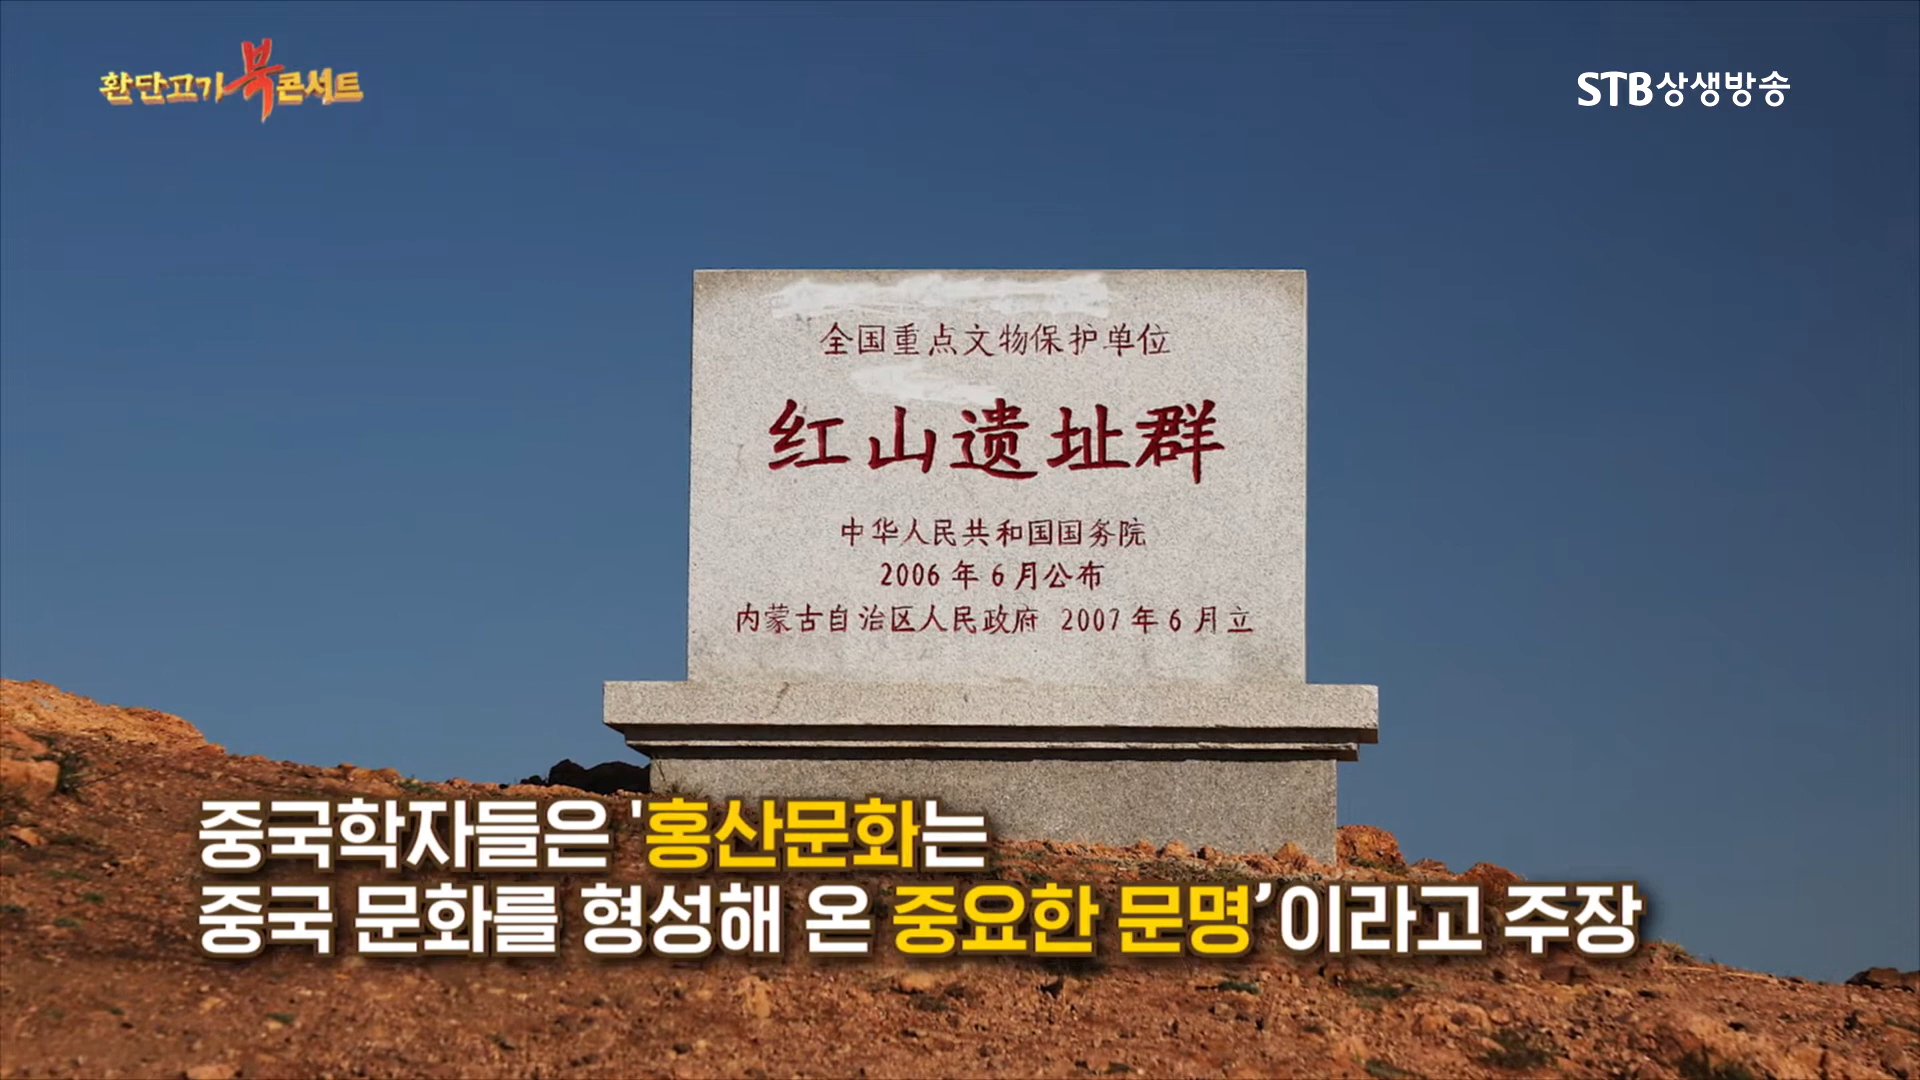 환단고기 북콘서트
STB상생방송
全国重点文物保护单位
红山遗址群
中华人民共和国国务院
2006年6月公布
内蒙古自治区人民政府 2007年6月立
중국학자들은 '홍산문화는
중국 문화를 형성해 온 중요한 문명'이라고 주장